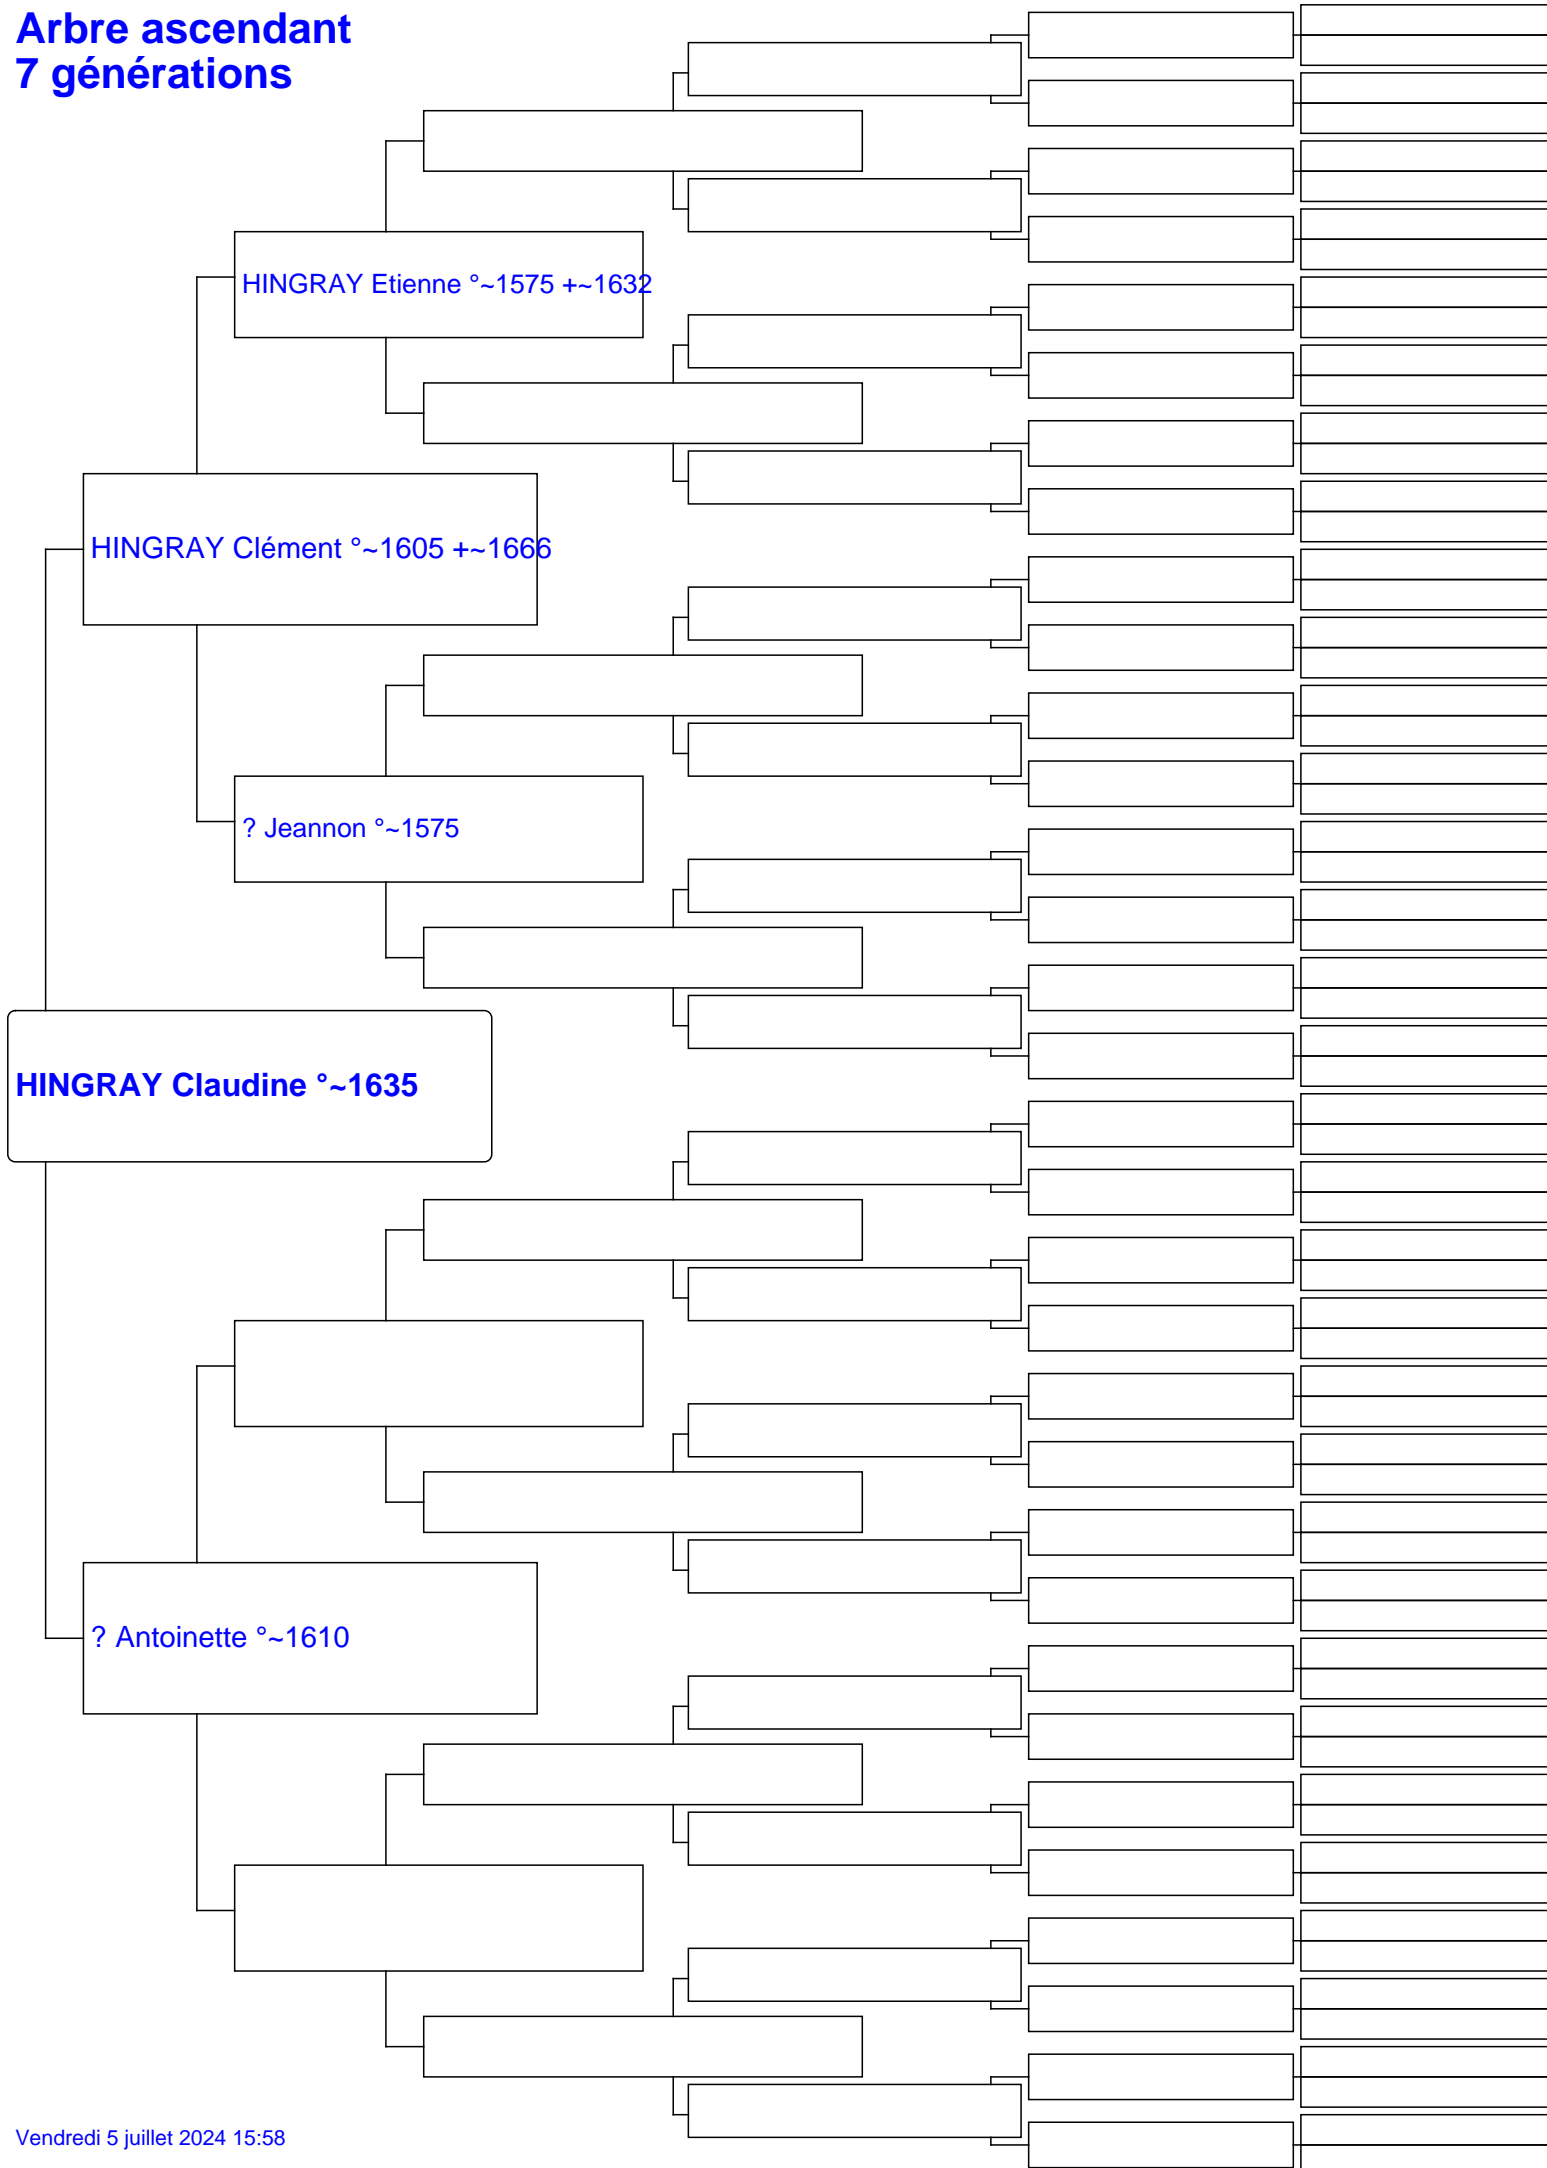 Arbre ascendant
7 générations
HINGRAY Etienne °~1575 +~1632
HINGRAY Clément °~1605 +~1666
? Jeannon °~1575
HINGRAY Claudine °~1635
? Antoinette °~1610
Vendredi 5 juillet 2024 15:58